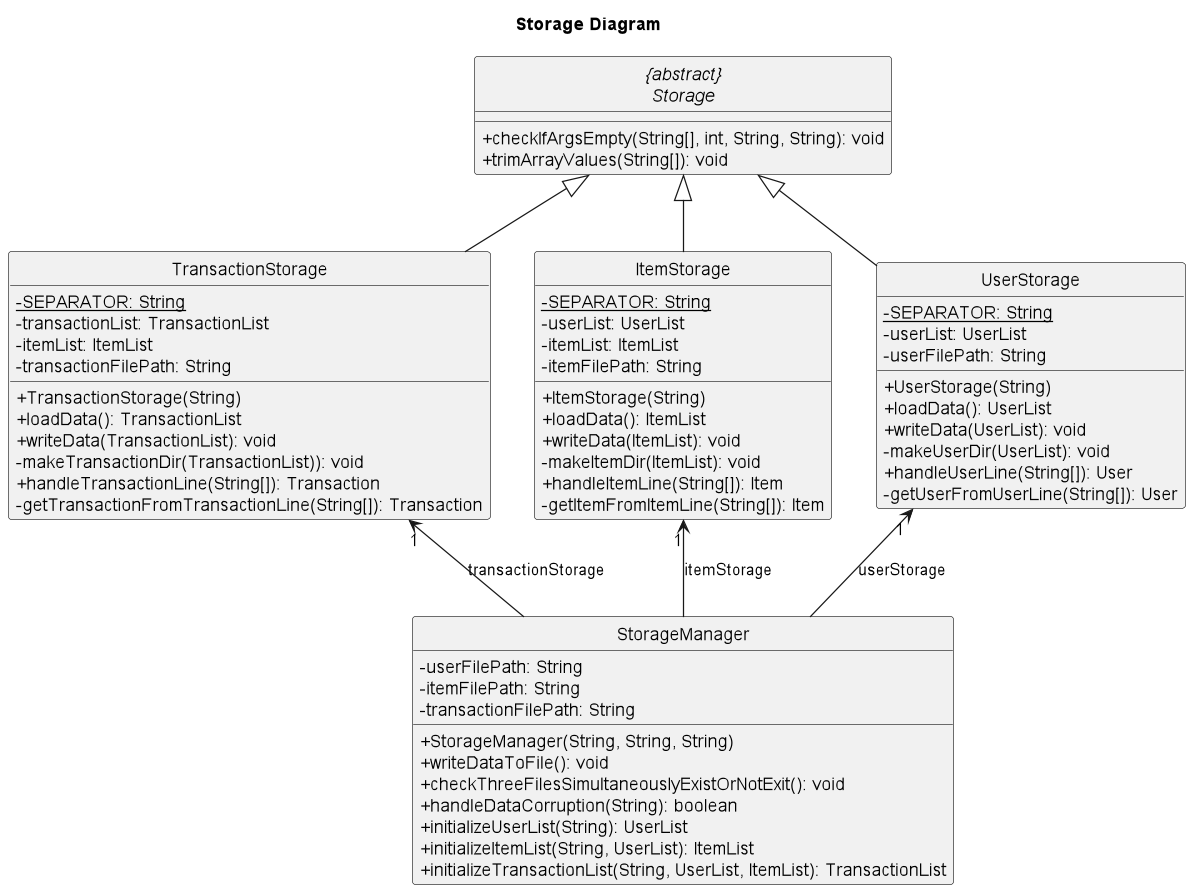 Storage Diagram
{abstract}
Storage
+checkIfArgsEmpty(String[], int, String, String): void
+trimArrayValues(String[]): void
TransactionStorage
-SEPARATOR: String
-transactionList: TransactionList
-itemList: ItemList
-transactionFilePath: String
+TransactionStorage(String)
+loadData(): TransactionList
+writeData(TransactionList): void
-makeTransactionDir(TransactionList)): void
+handleTransactionLine(String[]): Transaction
-getTransactionFromTransactionLine(String[]): Transaction
ItemStorage
-SEPARATOR: String
-userList: UserList
-itemList: ItemList
-itemFilePath: String
+ItemStorage(String)
+loadData(): ItemList
+writeData(ItemList): void
-makeItemDir(ItemList): void
+handleItemLine(String[]): Item
-getItemFromItemLine(String[]): Item
UserStorage
-SEPARATOR: String
-userList: UserList
-userFilePath: String
+UserStorage(String)
+loadData(): UserList
+writeData(UserList): void
-makeUserDir(UserList): void
+handleUserLine(String[]): User
-getUserFromUserLine(String[]): User
1
1
1
transactionStorage
itemStorage
userStorage
StorageManager
-userFilePath: String
-itemFilePath: String
-transactionFilePath: String
+StorageManager(String, String, String)
+writeDataToFile(): void
+checkThreeFilesSimultaneouslyExistOrNotExit(): void
+handleDataCorruption(String): boolean
+initializeUserList(String): UserList
+initializeItemList(String, UserList): ItemList
+initializeTransactionList(String, UserList, ItemList): TransactionList